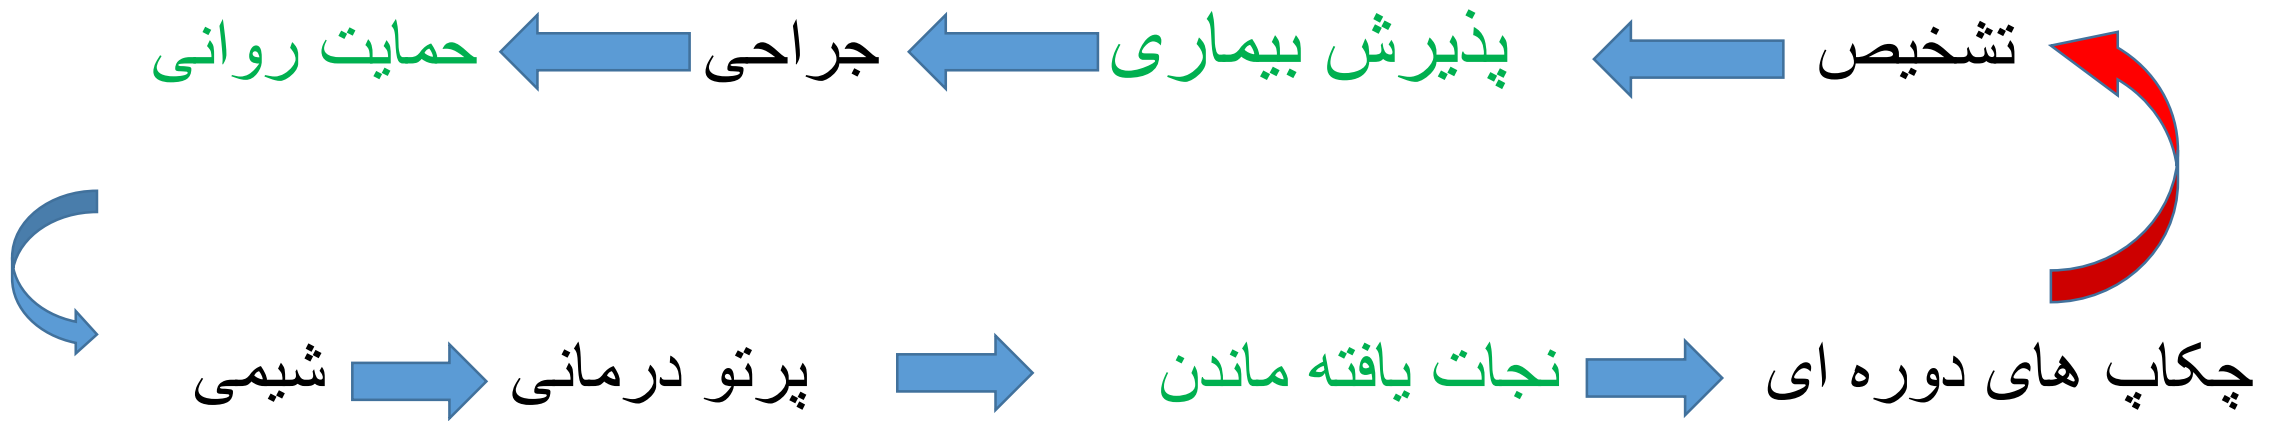 تشخیص پذیرش بیماری جراحی حمایت روانی
شیمی پرتو درمانی نجات یافته ماندن چکاپ های دوره ای